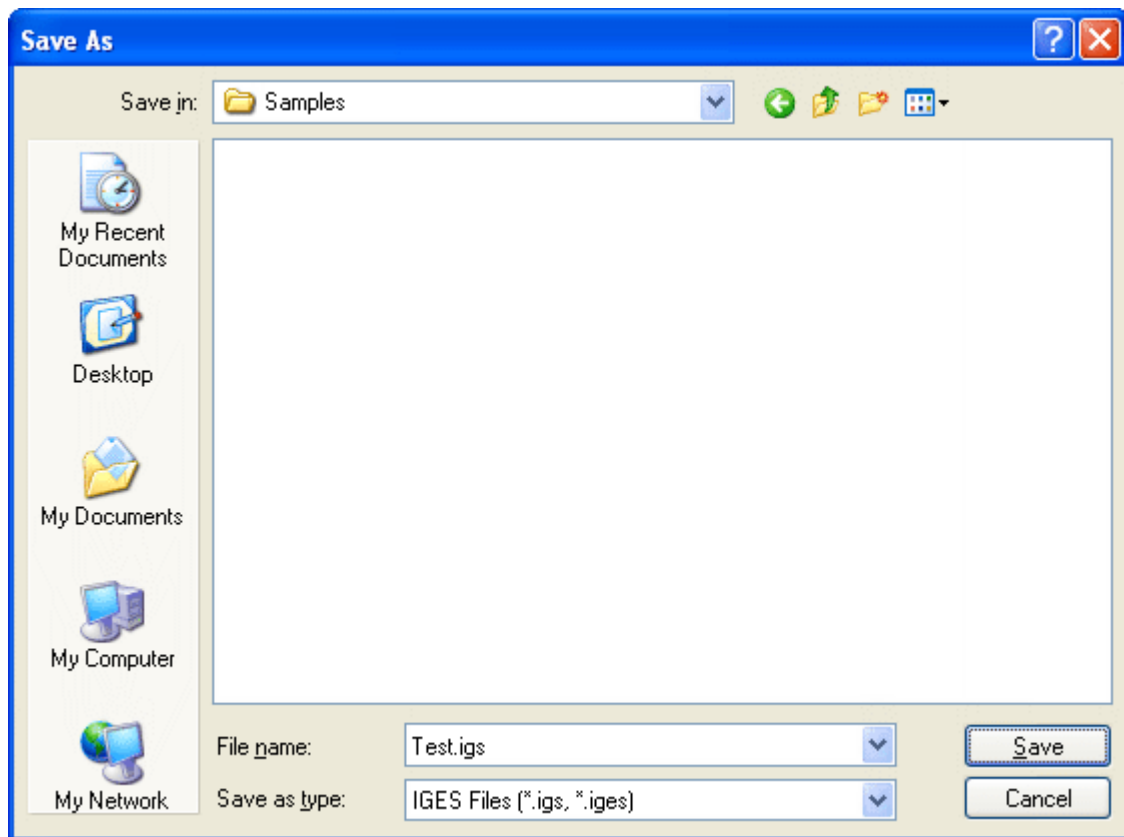 Save As
Save in:
Samples
My Recent
Documents
Desktop
My Documents
My Computer
My Network
File name:
Test.igs
Save
Save as type:
IGES Files (*.igs, *.iges)
Cancel